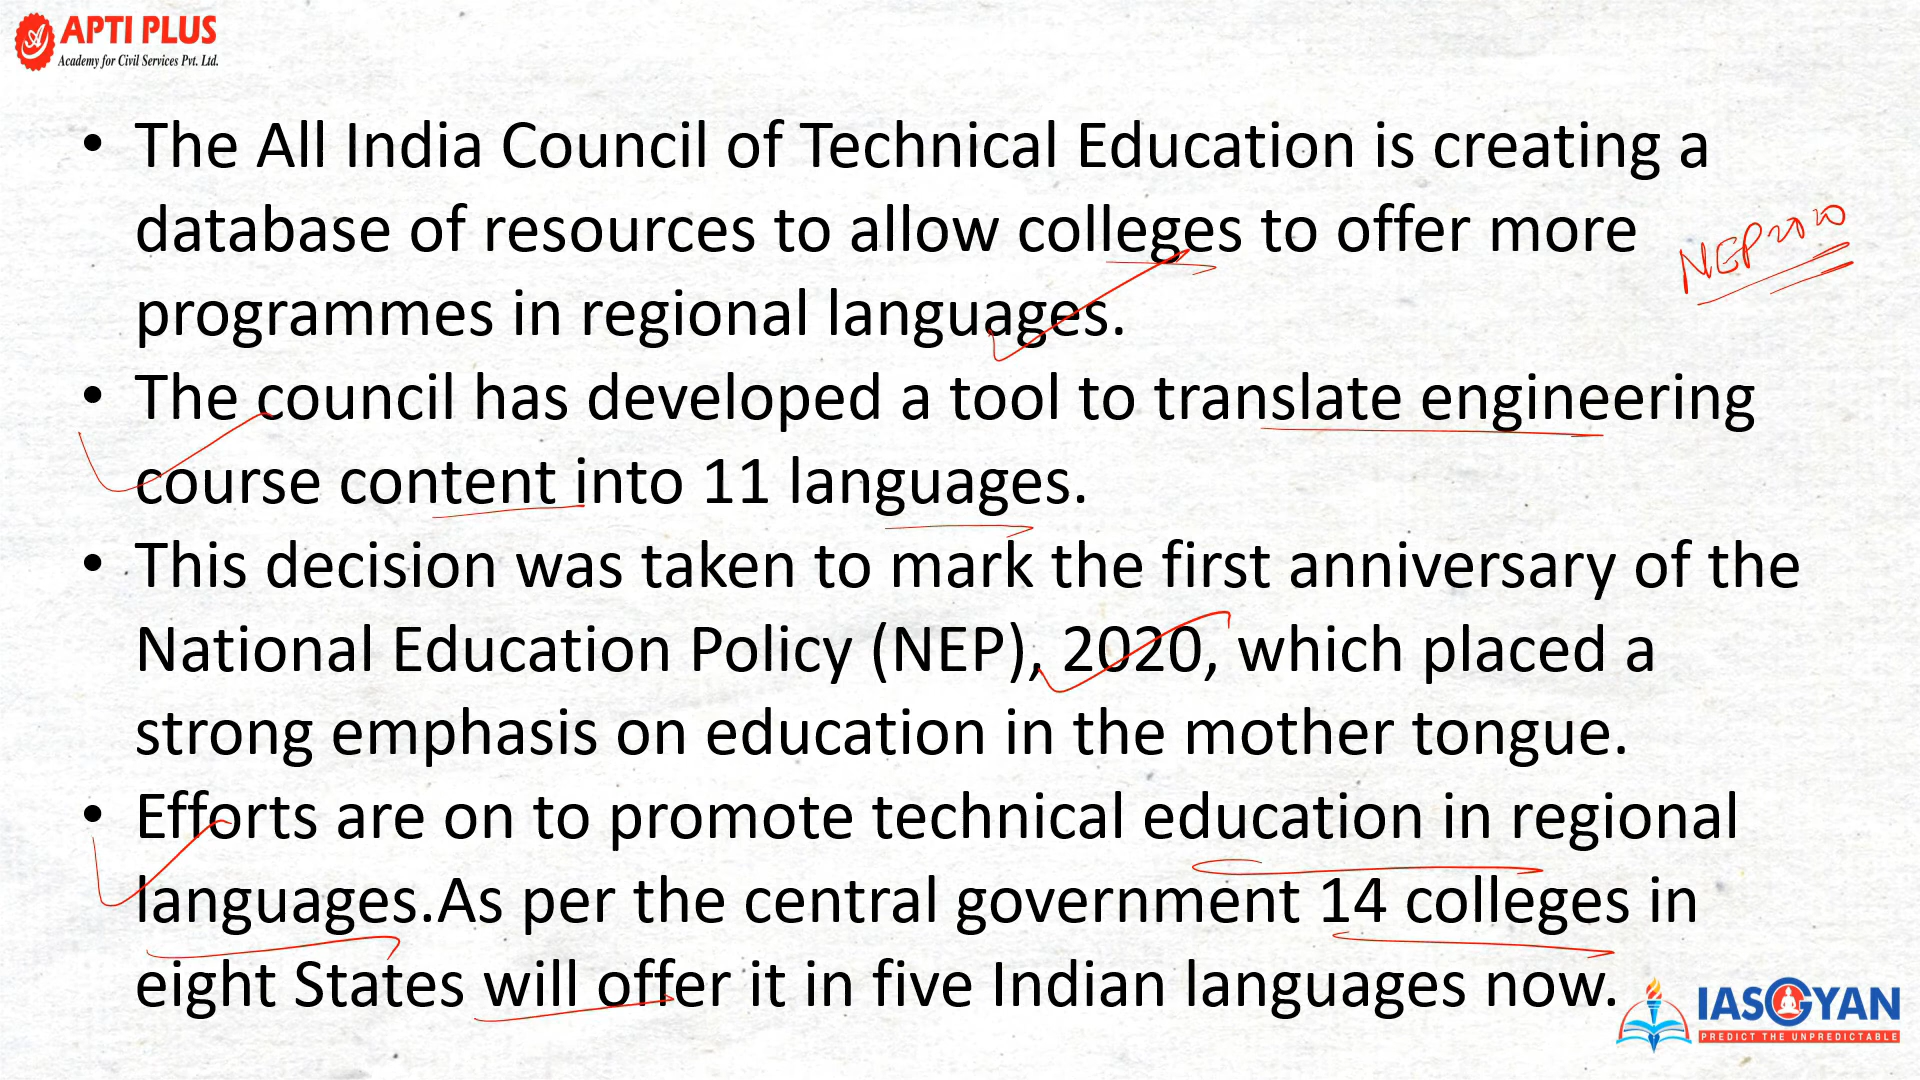 APTI PLUS
Academy for Civil Services Pvt. Ltd.
• The All India Council of Technical Education is creating a
database of resources to allow colleges to offer more
NEP 2020
programmes in regional languages.
• The council has developed a tool to translate engineering
course content into 11 languages.
• This decision was taken to mark the first anniversary of the
National Education Policy (NEP), 2020, which placed a
strong emphasis on education in the mother tongue.
• Efforts are on to promote technical education in regional
languages.As per the central government 14 colleges in
eight States will offer it in five Indian languages now.
IASGYAN
PREDICT THE UNPREDICTABLE